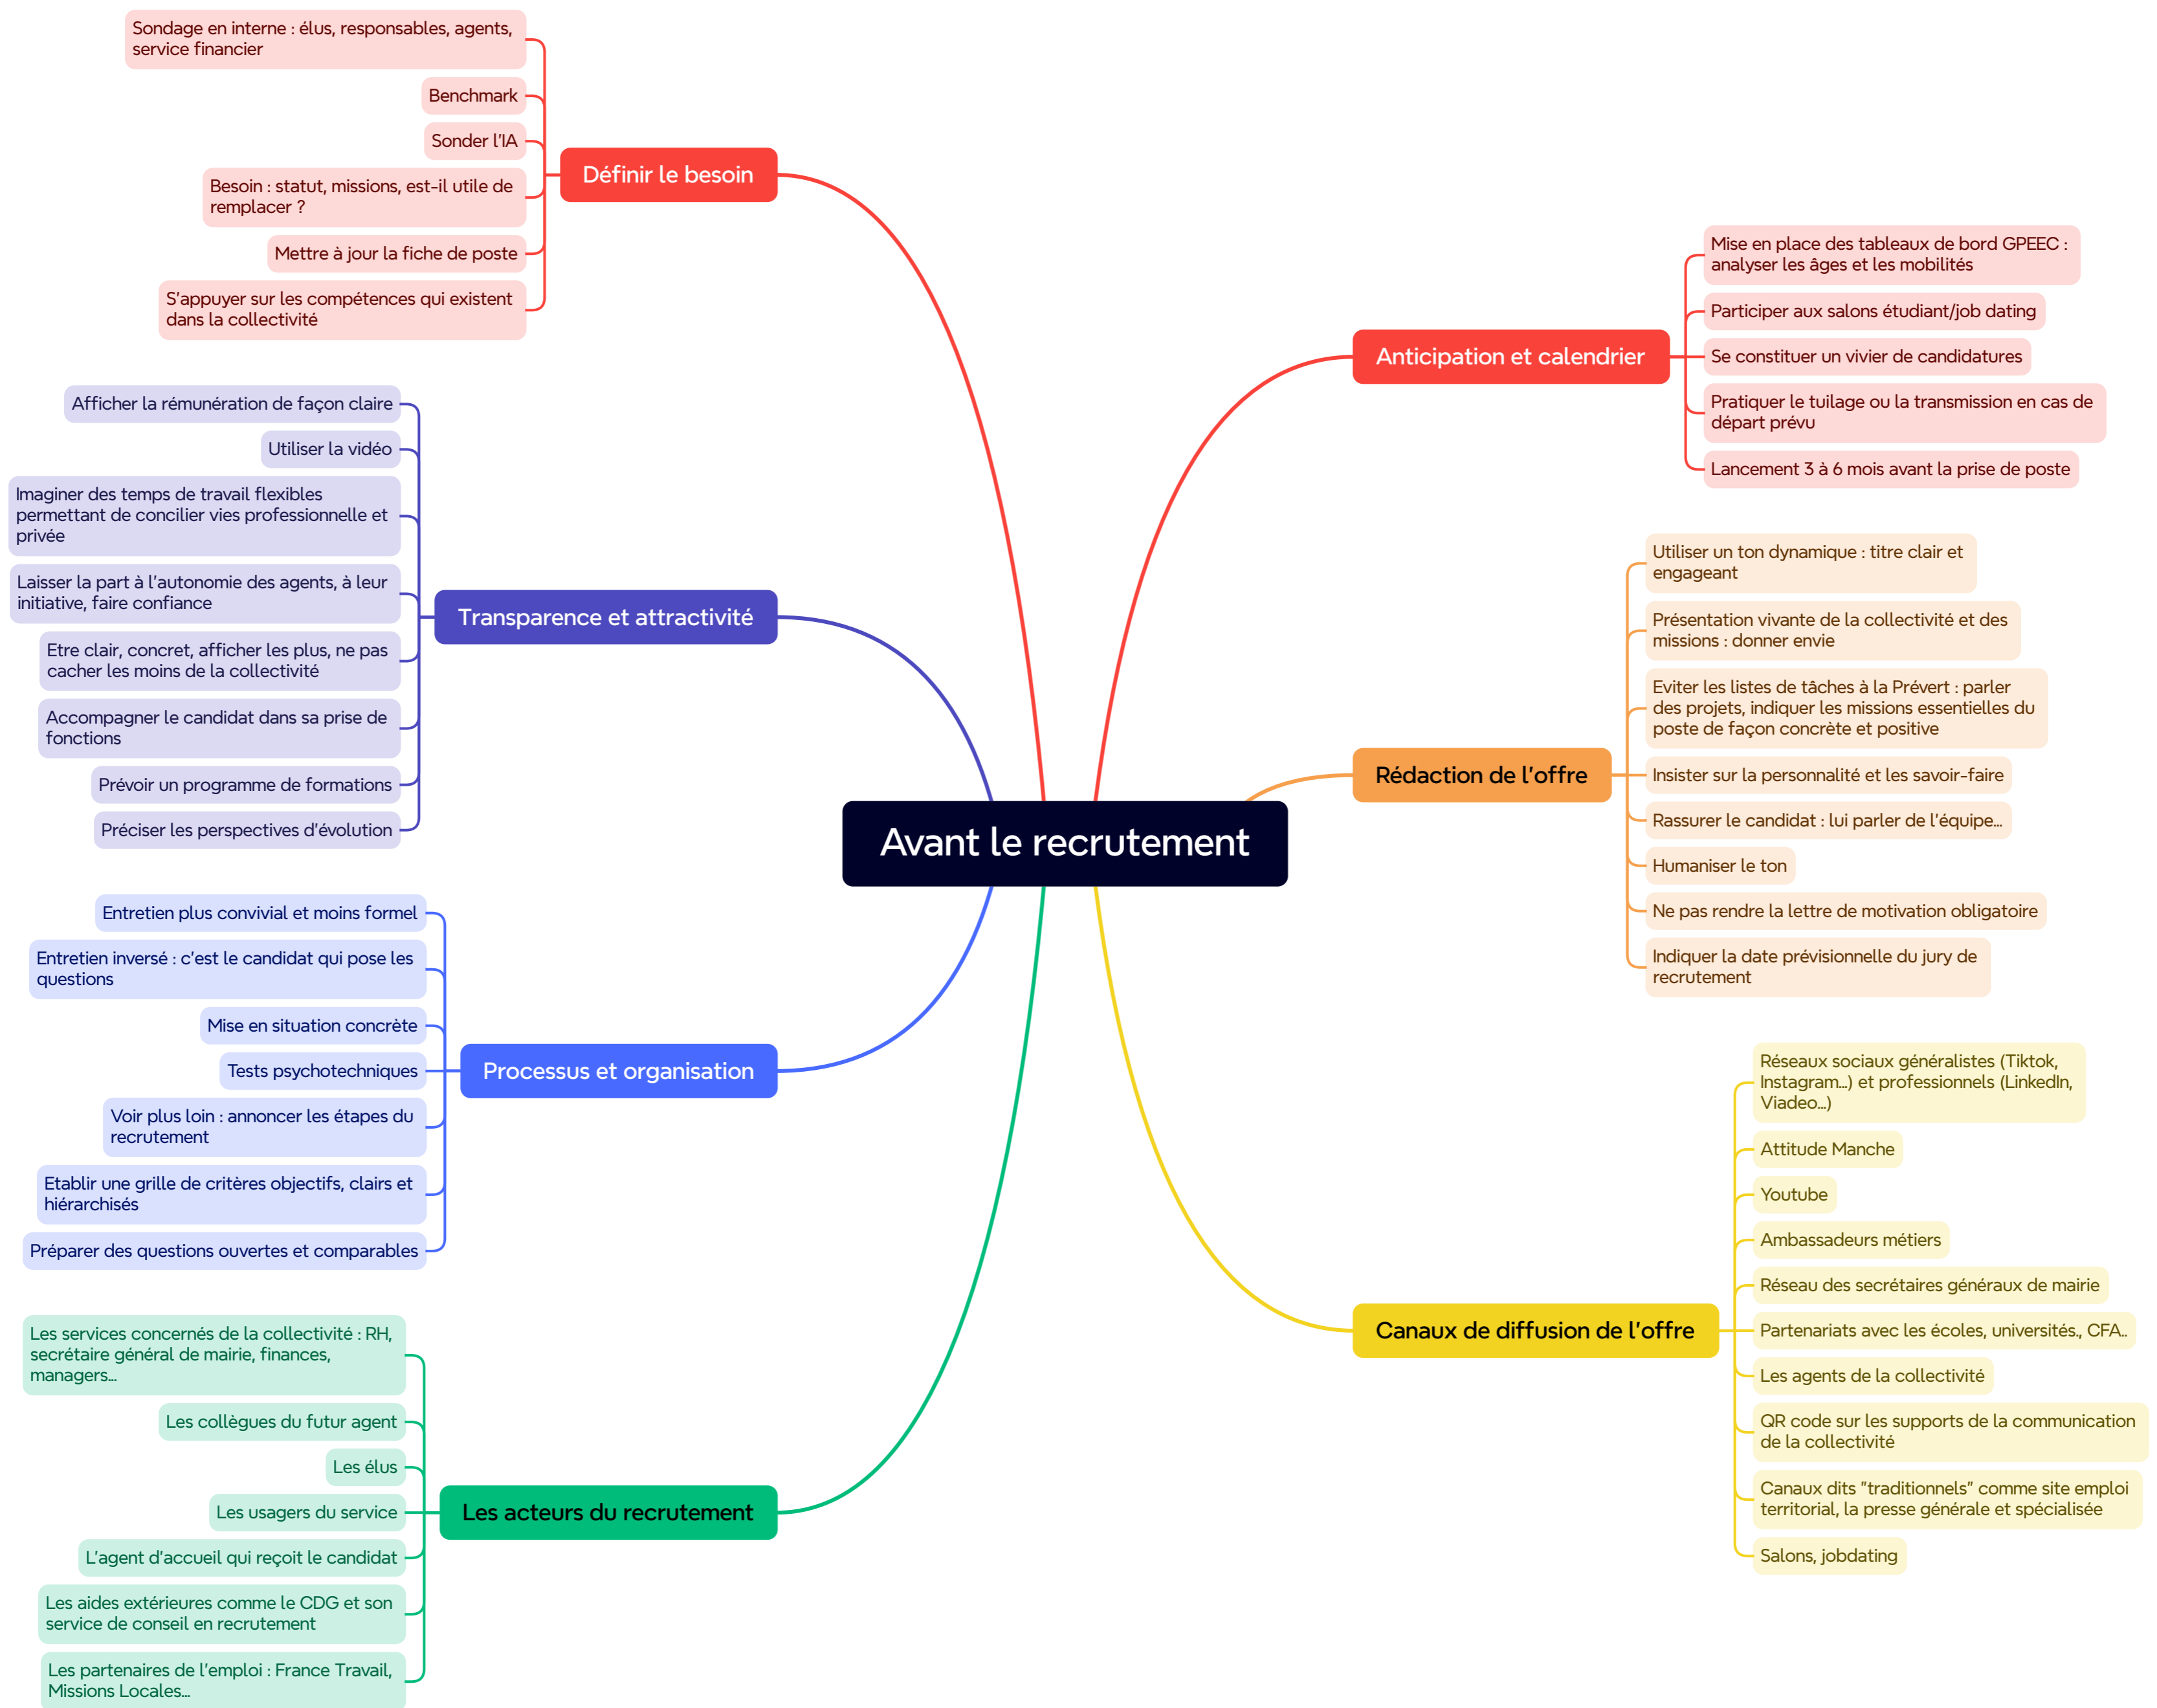 Avant le recrutement
Anticipation et calendrier
Mise en place des tableaux de bord GPEEC :
analyser les âges et les mobilités
Participer aux salons étudiant/job dating
Se constituer un vivier de candidatures
Pratiquer le tuilage ou la transmission en cas de
départ prévu
Lancement 3 à 6 mois avant la prise de poste
Rédaction de l'offre
Utiliser un ton dynamique : titre clair et
engageant
Présentation vivante de la collectivité et des
missions : donner envie
Eviter les listes de tâches à la Prévert : parler
des projets, indiquer les missions essentielles du
poste de façon concrète et positive
Insister sur la personnalité et les savoir-faire
Rassurer le candidat : lui parler de l'équipe...
Humaniser le ton
Ne pas rendre la lettre de motivation obligatoire
Indiquer la date prévisionnelle du jury de
recrutement
Canaux de diffusion de l'offre
Réseaux sociaux généralistes (Tiktok,
Instagram...) et professionnels (LinkedIn,
Viadeo...)
Attitude Manche
Youtube
Ambassadeurs métiers
Réseau des secrétaires généraux de mairie
Partenariats avec les écoles, universités., CFA..
Les agents de la collectivité
QR code sur les supports de la communication
de la collectivité
Canaux dits "traditionnels" comme site emploi
territorial, la presse générale et spécialisée
Salons, jobdating
Définir le besoin
Sondage en interne : élus, responsables, agents,
service financier
Benchmark
Sonder l'IA
Besoin : statut, missions, est-il utile de
remplacer ?
Mettre à jour la fiche de poste
S'appuyer sur les compétences qui existent
dans la collectivité
Transparence et attractivité
Afficher la rémunération de façon claire
Utiliser la vidéo
Imaginer des temps de travail flexibles
permettant de concilier vies professionnelle et
privée
Laisser la part à l'autonomie des agents, à leur
initiative, faire confiance
Etre clair, concret, afficher les plus, ne pas
cacher les moins de la collectivité
Accompagner le candidat dans sa prise de
fonctions
Prévoir un programme de formations
Préciser les perspectives d'évolution
Processus et organisation
Entretien plus convivial et moins formel
Entretien inversé : c'est le candidat qui pose les
questions
Mise en situation concrète
Tests psychotechniques
Voir plus loin : annoncer les étapes du
recrutement
Etablir une grille de critères objectifs, clairs et
hiérarchisés
Préparer des questions ouvertes et comparables
Les acteurs du recrutement
Les services concernés de la collectivité : RH,
secrétaire général de mairie, finances,
managers...
Les collègues du futur agent
Les élus
Les usagers du service
L'agent d'accueil qui reçoit le candidat
Les aides extérieures comme le CDG et son
service de conseil en recrutement
Les partenaires de l'emploi : France Travail,
Missions Locales...